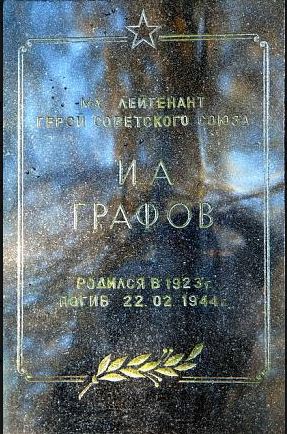 МЛ. ЛЕЙТЕНАНТ
ГЕРОЙ СОВЕТСКОГО СОЮЗА
И А
ГРАФОВ
РОДИЛСЯ В 1923 г.
ПОГИБ 22.02.1944 г.